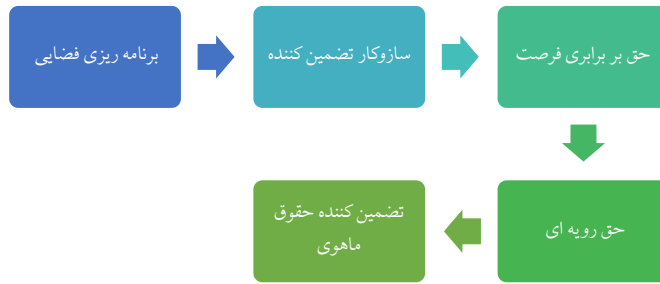 برنامه ریزی فضایی
سازوکار تضمین کننده
حق بر برابری فرصت
حق رویه ای
تضمین کننده حقوق
ماهوی